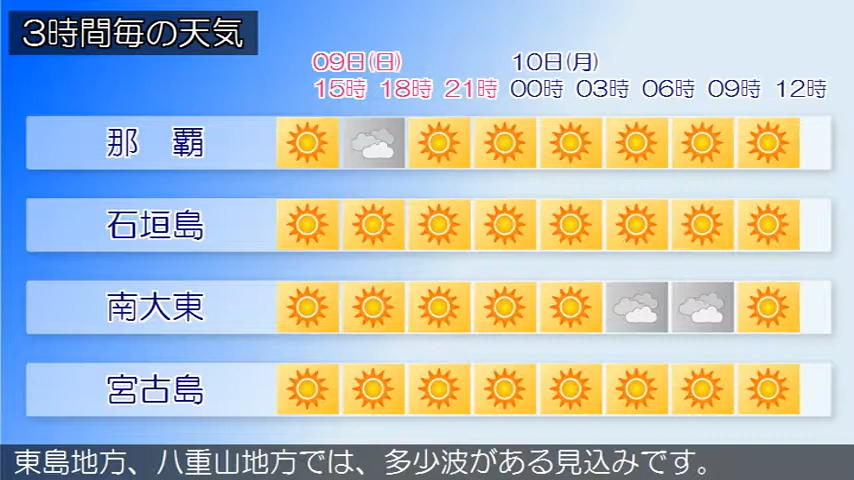 3時間毎の天気
09日(日) 10日(月)
15時 18時 21時 00時 03時 06時 09時 12時
那　覇
石垣島
南大東
宮古島
東島地方、八重山地方では、多少波がある見込みです。